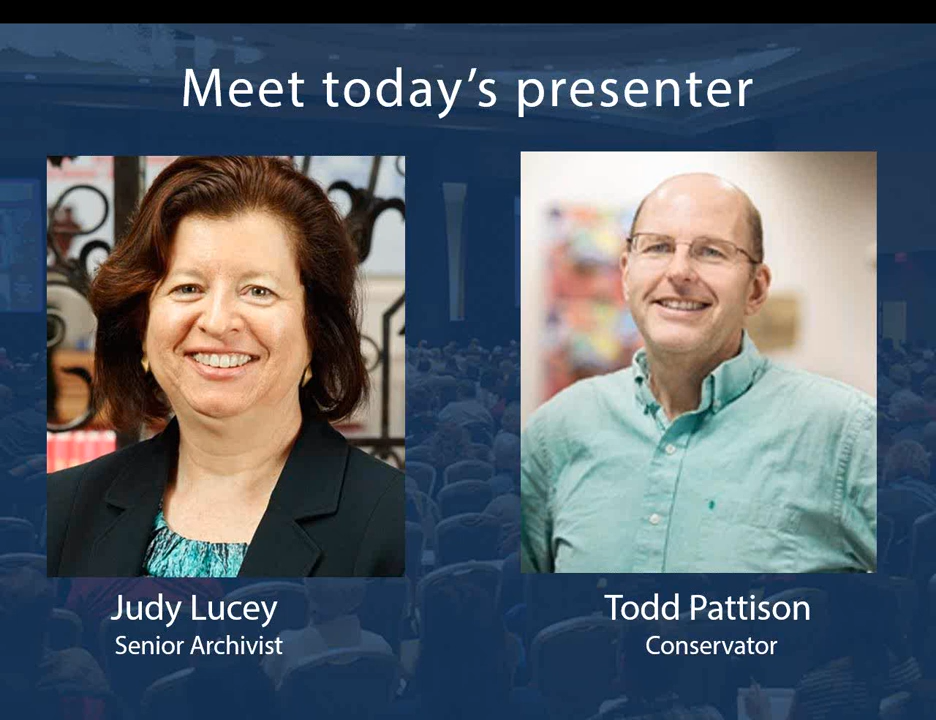 Meet today's presenter
Judy Lucey
Senior Archivist
Todd Pattison
Conservator